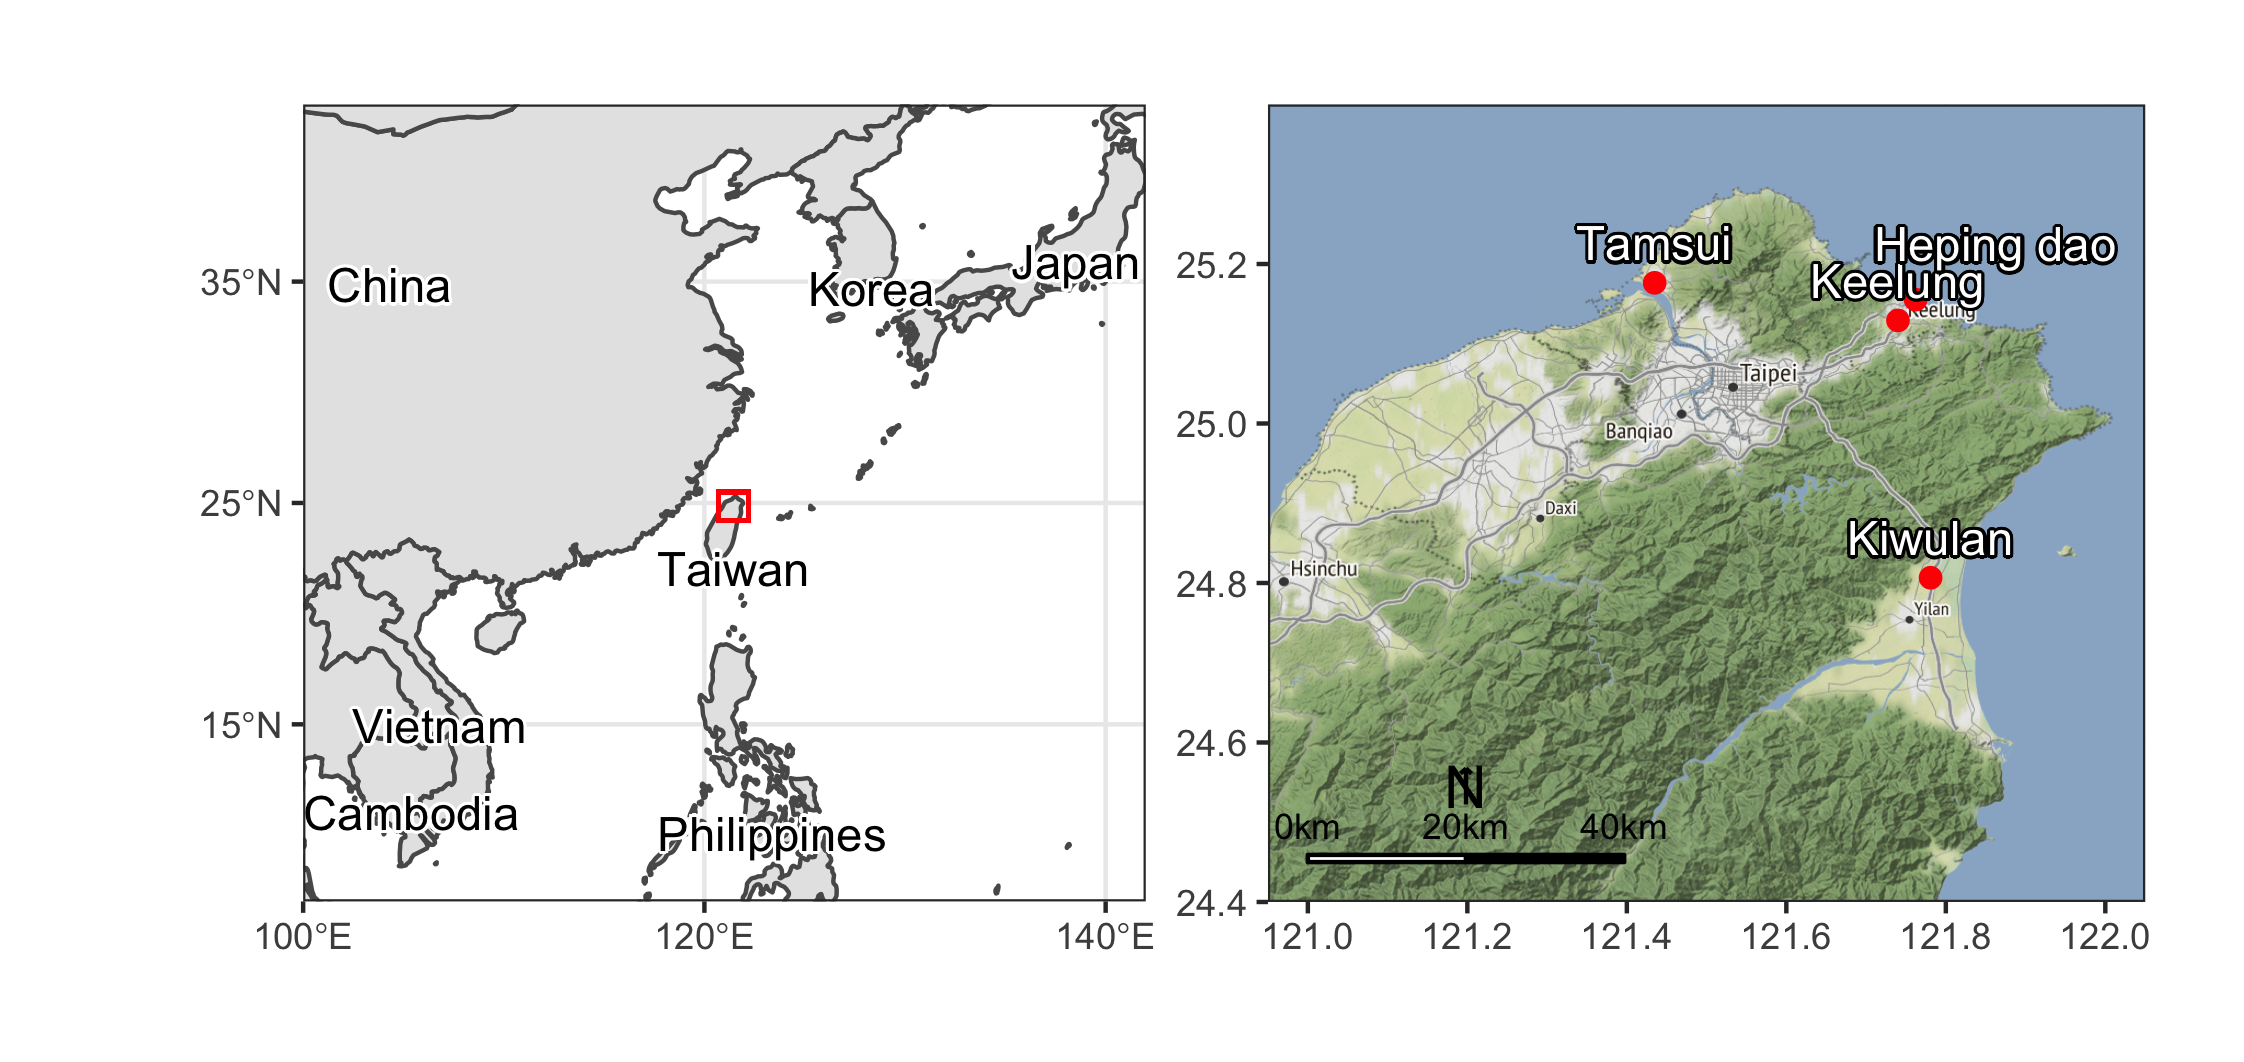 China
Korea
Japan
Taiwan
Vietnam
Cambodia
Philippines
35°N
25°N
15°N
100°E
120°E
140°E
Tamsui
Heping dao
Keelung
Keelung
Taipei
Banqiao
Daxi
Hsinchu
Kiwulan
Yilan
N
0km
20km
40km
25.2
25.0
24.8
24.6
24.4
121.0
121.2
121.4
121.6
121.8
122.0